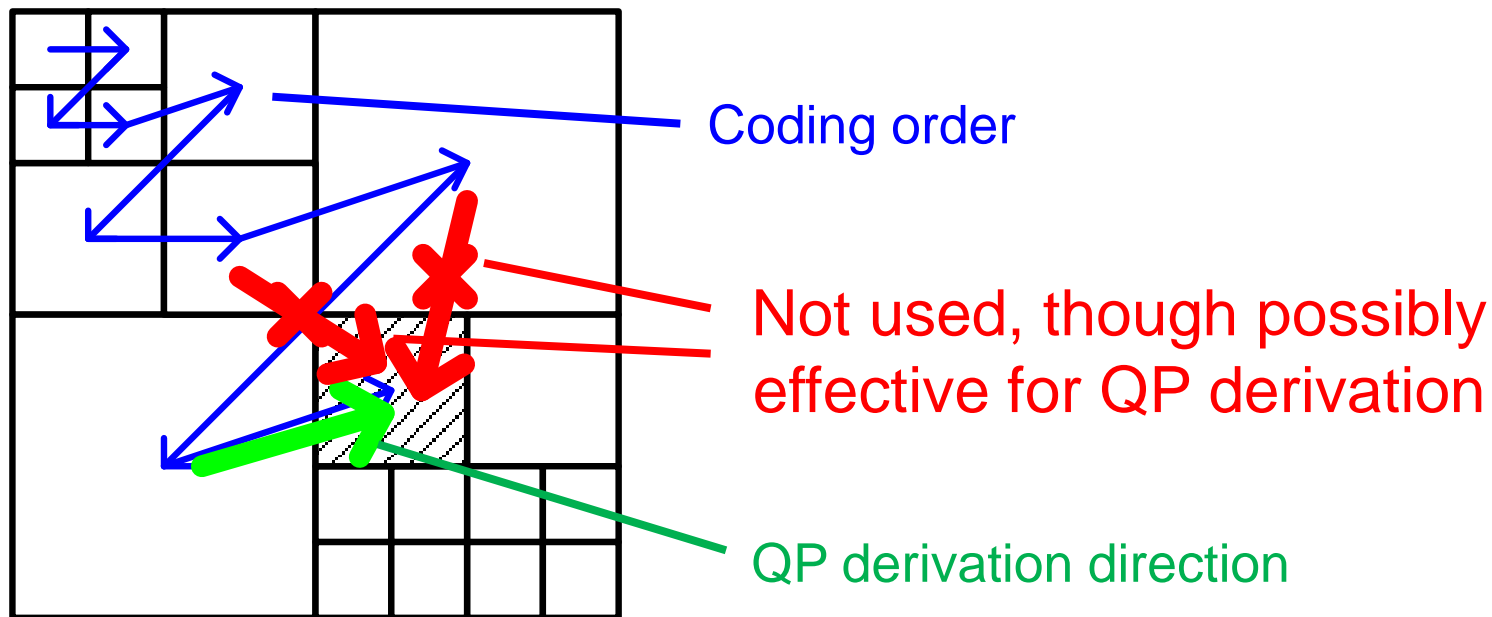 Coding order
Not used, though possibly
effective for QP derivation
QP derivation direction